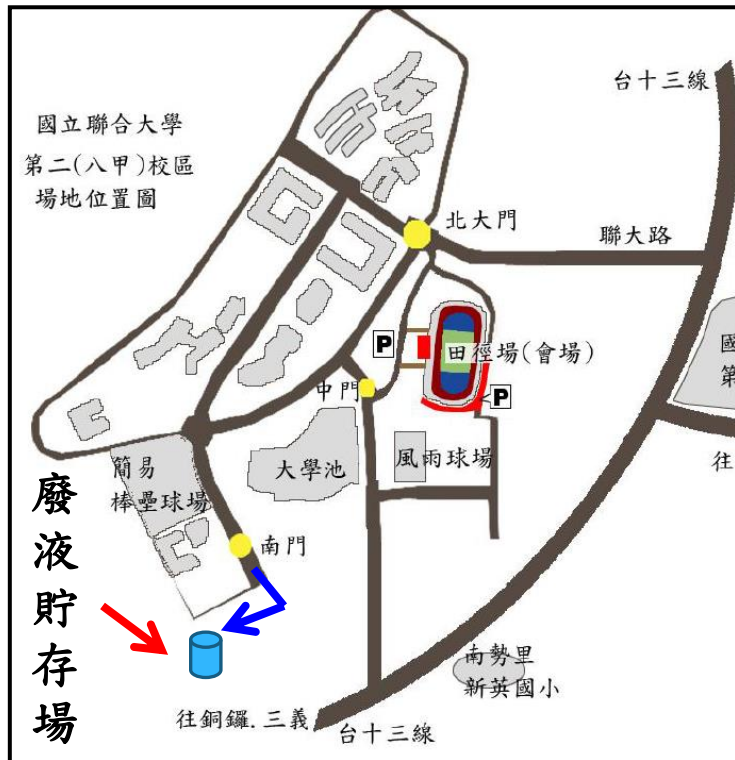 台十三線
國立聯合大學
第二(八甲)校區
場地位置圖
北大門
聯大路
P
田徑場(會場)
國
第
P
中門
往
簡易
棒壘球場
大學池
風雨球場
廢液貯存場
南門
南勢里
新英國小
往銅鑼.三義
台十三線